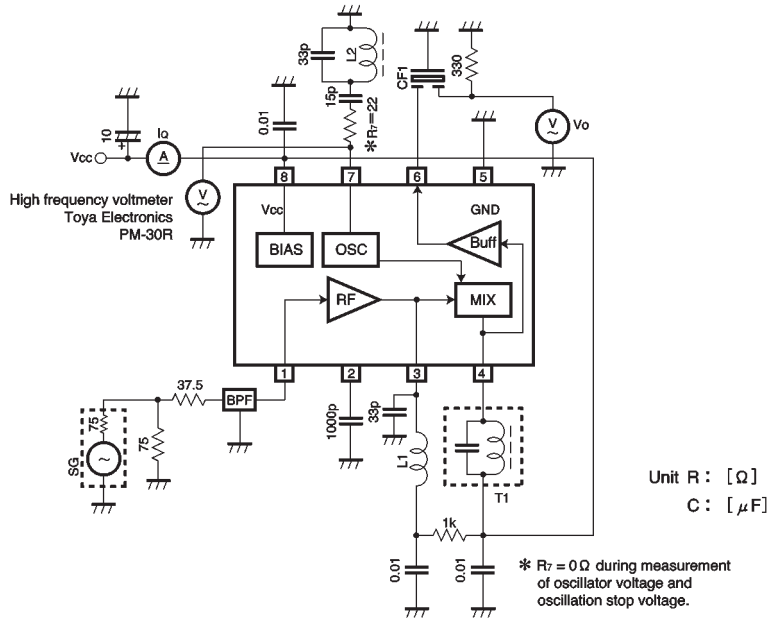 33p
L2
15p
*R7=22
CF1
330
0.01
10
+
Vcc
IQ
A
V
~
V
~
Vo
8
7
6
5
High frequency voltmeter
Toya Electronics
PM-30R
Vcc
GND
BIAS
OSC
Buff
RF
MIX
1
2
3
4
37.5
BPF
75
75
SG
~
1000p
33p
L1
T1
1k
0.01
0.01
Unit R: [Ω]
C: [μF]
* R7=0Ω during measurement
of oscillator voltage and
oscillation stop voltage.